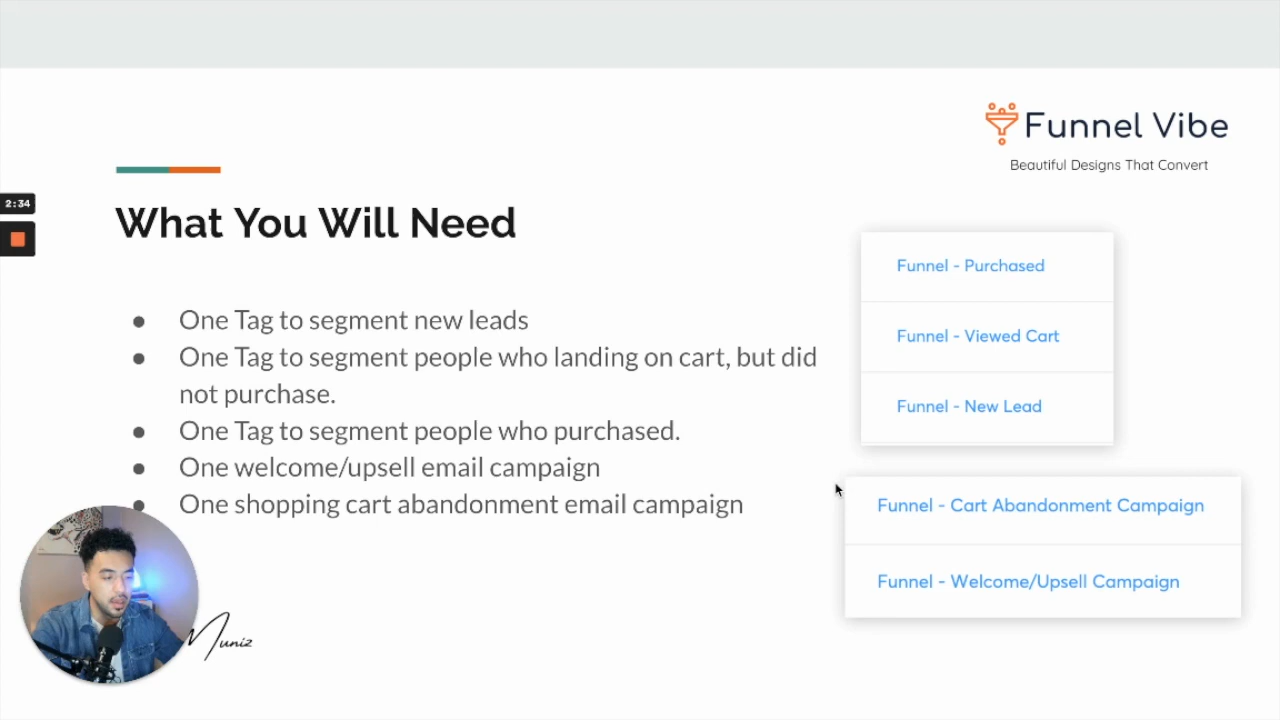 Funnel Vibe
Beautiful Designs That Convert
2:34
What You Will Need
● One Tag to segment new leads
● One Tag to segment people who landing on cart, but did
not purchase.
● One Tag to segment people who purchased.
● One welcome/upsell email campaign
● One shopping cart abandonment email campaign
Funnel - Purchased
Funnel - Viewed Cart
Funnel - New Lead
Funnel - Cart Abandonment Campaign
Funnel - Welcome/Upsell Campaign
Muniz